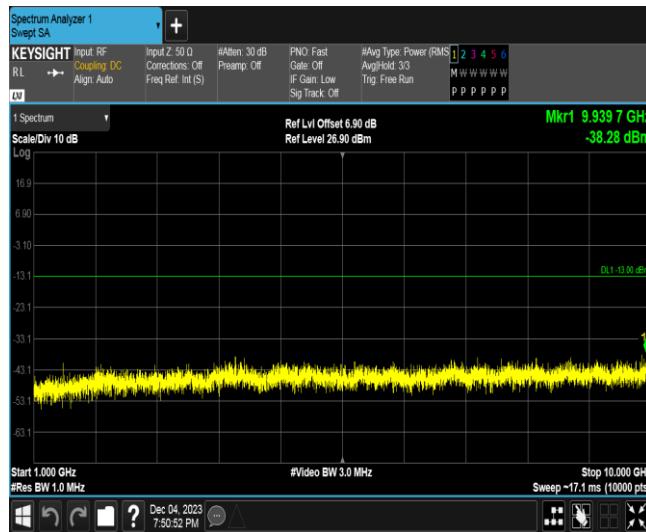 Spectrum Analyzer 1
Swept SA
KEYSIGHT
RL
LXI
Input: RF
Coupling: DC
Align: Auto
Input Z: 50 Ω
Corrections: Off
Freq Ref: Int (S)
#Atten: 30 dB
Preamp: Off
PNO: Fast
Gate: Off
IF Gain: Low
Sig Track: Off
#Avg Type: Power (RMS
Avg|Hold: 3/3
Trig: Free Run
1 2 3 4 5 6
M W W W W W
P P P P P P
1 Spectrum
Scale/Div 10 dB
Log
Ref Lvl Offset 6.90 dB
Ref Level 26.90 dBm
Mkr1 9.939 7 GHz
-38.28 dBm
16.9
6.90
-3.10
-13.1
DL1 -13.00 dBm
-23.1
-33.1
1
-43.1
-53.1
-63.1
Start 1.000 GHz
#Res BW 1.0 MHz
#Video BW 3.0 MHz
Stop 10.000 GHz
Sweep ~17.1 ms (10000 pts
Dec 04, 2023
7:50:52 PM